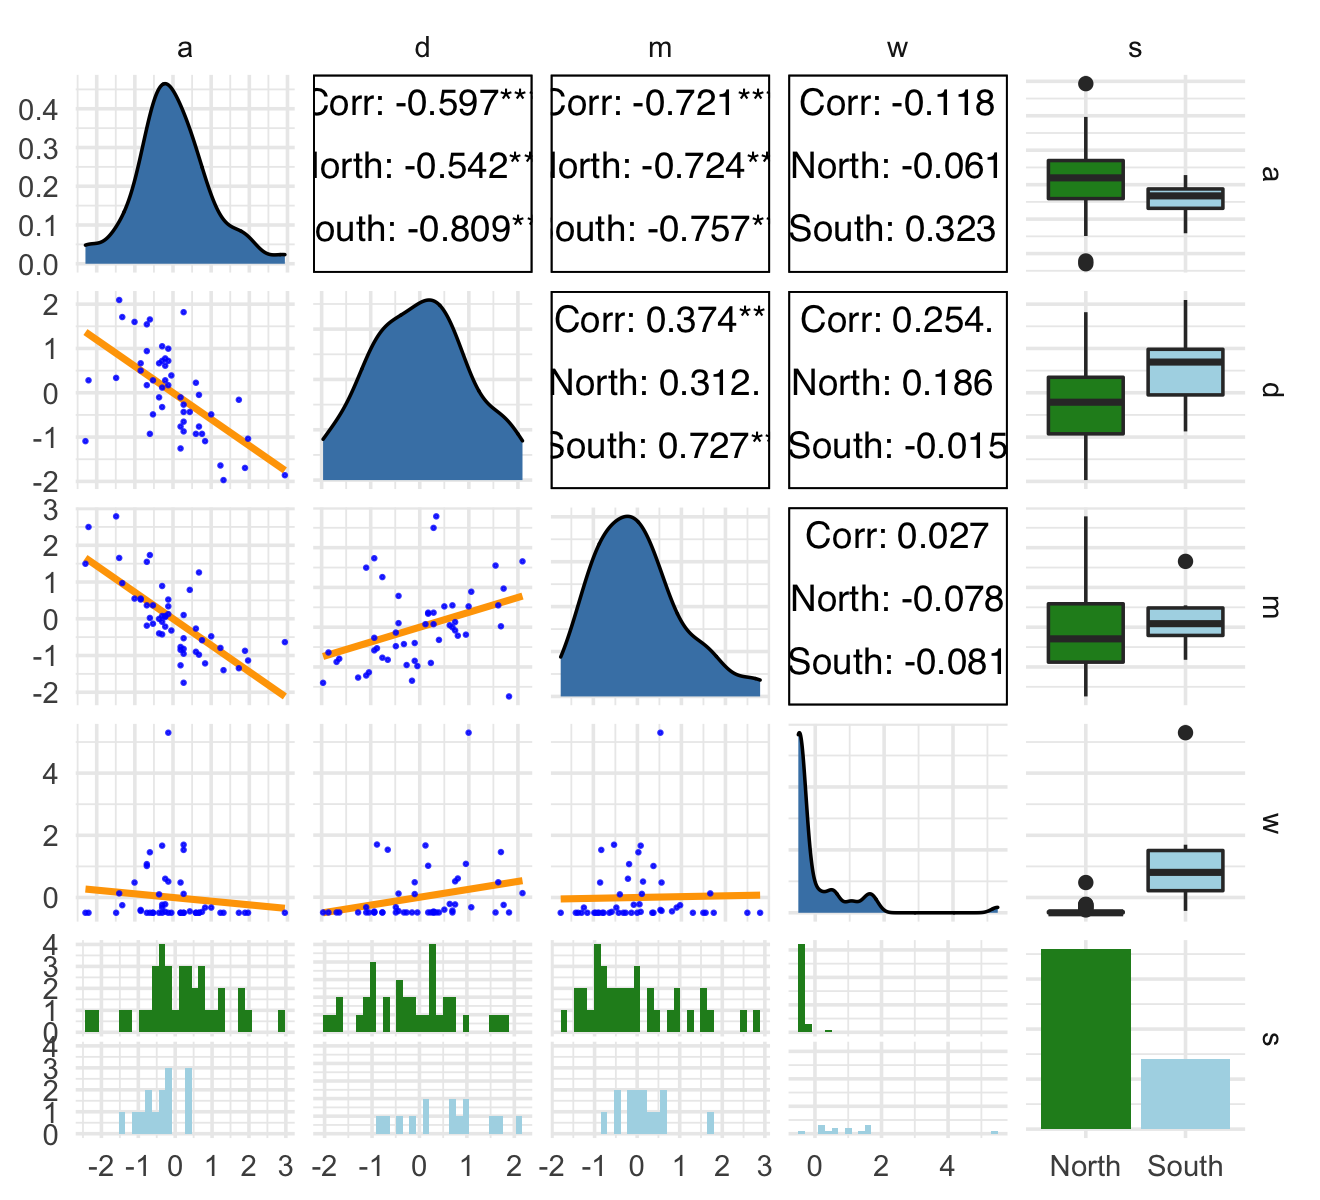 a d m w s
0.4
0.3
0.2
0.1
0.0
Corr: -0.597***
North: -0.542**
outh: -0.809**
Corr: -0.721***
North: -0.724**
outh: -0.757**
Corr: -0.118
North: -0.061
South: 0.323
a
2
1
0
-1
-2
Corr: 0.374**
North: 0.312.
South: 0.727**
Corr: 0.254.
North: 0.186
South: -0.015
d
3
2
1
0
-1
-2
Corr: 0.027
North: -0.078
South: -0.081
m
4
2
0
w
4
3
2
1
0
4
3
2
1
0
s
-2 -1 0 1 2 3
-2 -1 0 1 2
-2 -1 0 1 2 3
0 2 4
North South